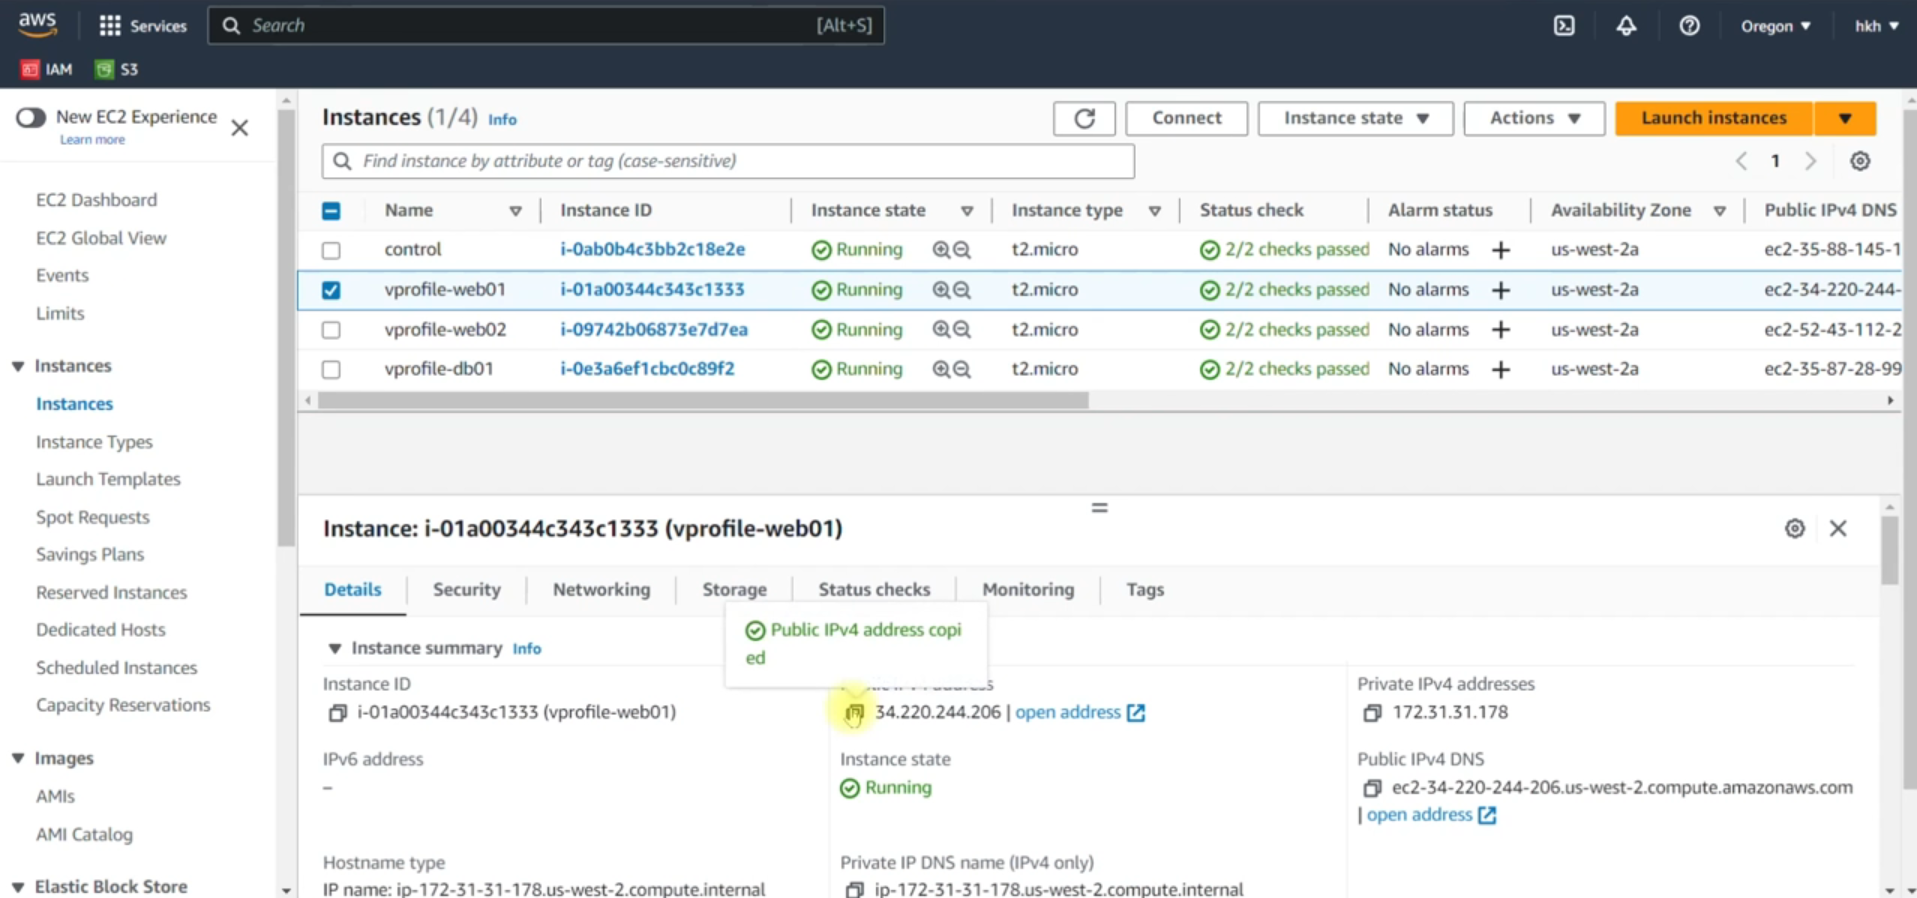 aws
Services
Search
[Alt+S]
Oregon
hkh
IAM
S3
New EC2 Experience
Learn more
EC2 Dashboard
EC2 Global View
Events
Limits
Instances
Instances
Instance Types
Launch Templates
Spot Requests
Savings Plans
Reserved Instances
Dedicated Hosts
Scheduled Instances
Capacity Reservations
Images
AMIs
AMI Catalog
Elastic Block Store
Instances (1/4) Info
Connect
Instance state
Actions
Launch instances
Find instance by attribute or tag (case-sensitive)
1
Name Instance ID Instance state Instance type Status check Alarm status Availability Zone Public IPv4 DNS
control i-0ab0b4c3bb2c18e2e Running t2.micro 2/2 checks passed No alarms + us-west-2a ec2-35-88-145-1
vprofile-web01 i-01a00344c343c1333 Running t2.micro 2/2 checks passed No alarms + us-west-2a ec2-34-220-244-
vprofile-web02 i-09742b06873e7d7ea Running t2.micro 2/2 checks passed No alarms + us-west-2a ec2-52-43-112-2
vprofile-db01 i-0e3a6ef1cbc0c89f2 Running t2.micro 2/2 checks passed No alarms + us-west-2a ec2-35-87-28-99
Instance: i-01a00344c343c1333 (vprofile-web01)
Details Security Networking Storage Status checks Monitoring Tags
Public IPv4 address copi
ed
Instance summary Info
Instance ID
i-01a00344c343c1333 (vprofile-web01)
34.220.244.206 | open address
Private IPv4 addresses
172.31.31.178
IPv6 address
–
Instance state
Running
Public IPv4 DNS
ec2-34-220-244-206.us-west-2.compute.amazonaws.com
| open address
Hostname type
IP name: ip-172-31-31-178.us-west-2.compute.internal
Private IP DNS name (IPv4 only)
ip-172-31-31-178.us-west-2.compute.internal